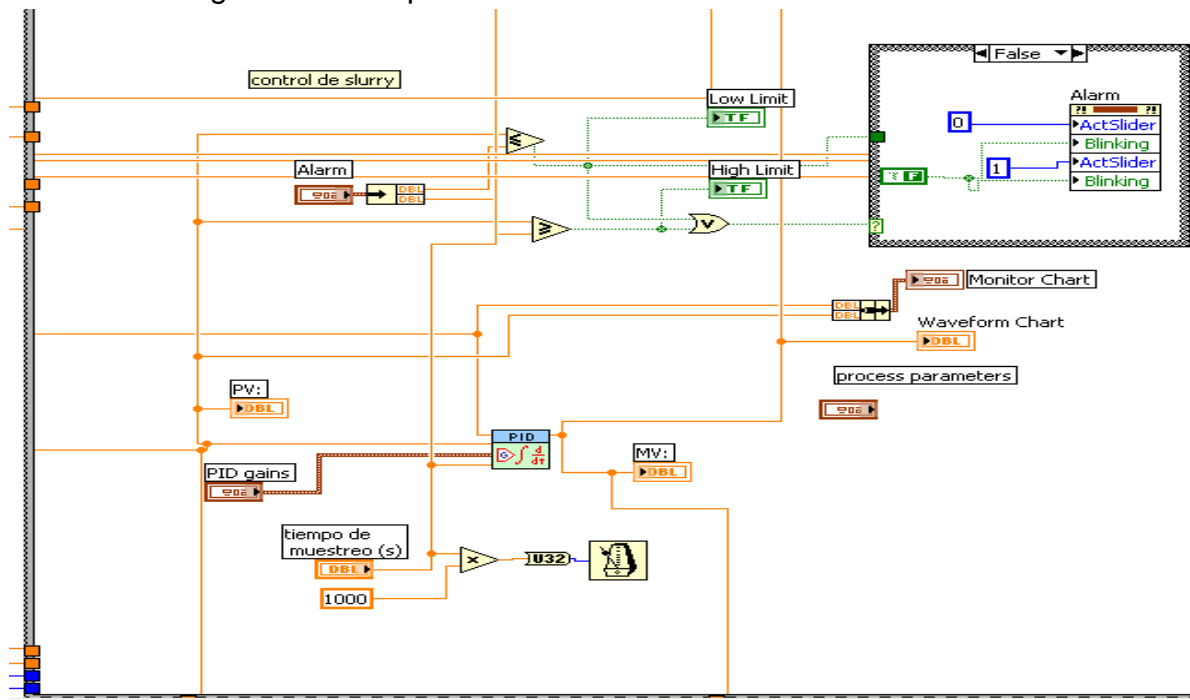 control de slurry
False
Alarm
0
ActSlider
Blinking
1
ActSlider
Blinking
Low Limit
TF
≤
Alarm
DBL
DBL
High Limit
TF
F
≥
V
?
DBL
DBL
Monitor Chart
Waveform Chart
DBL
process parameters
PV:
DBL
PID
G ∫ d/dt
MV:
DBL
PID gains
tiempo de
muestreo (s)
DBL
×
U32
1000